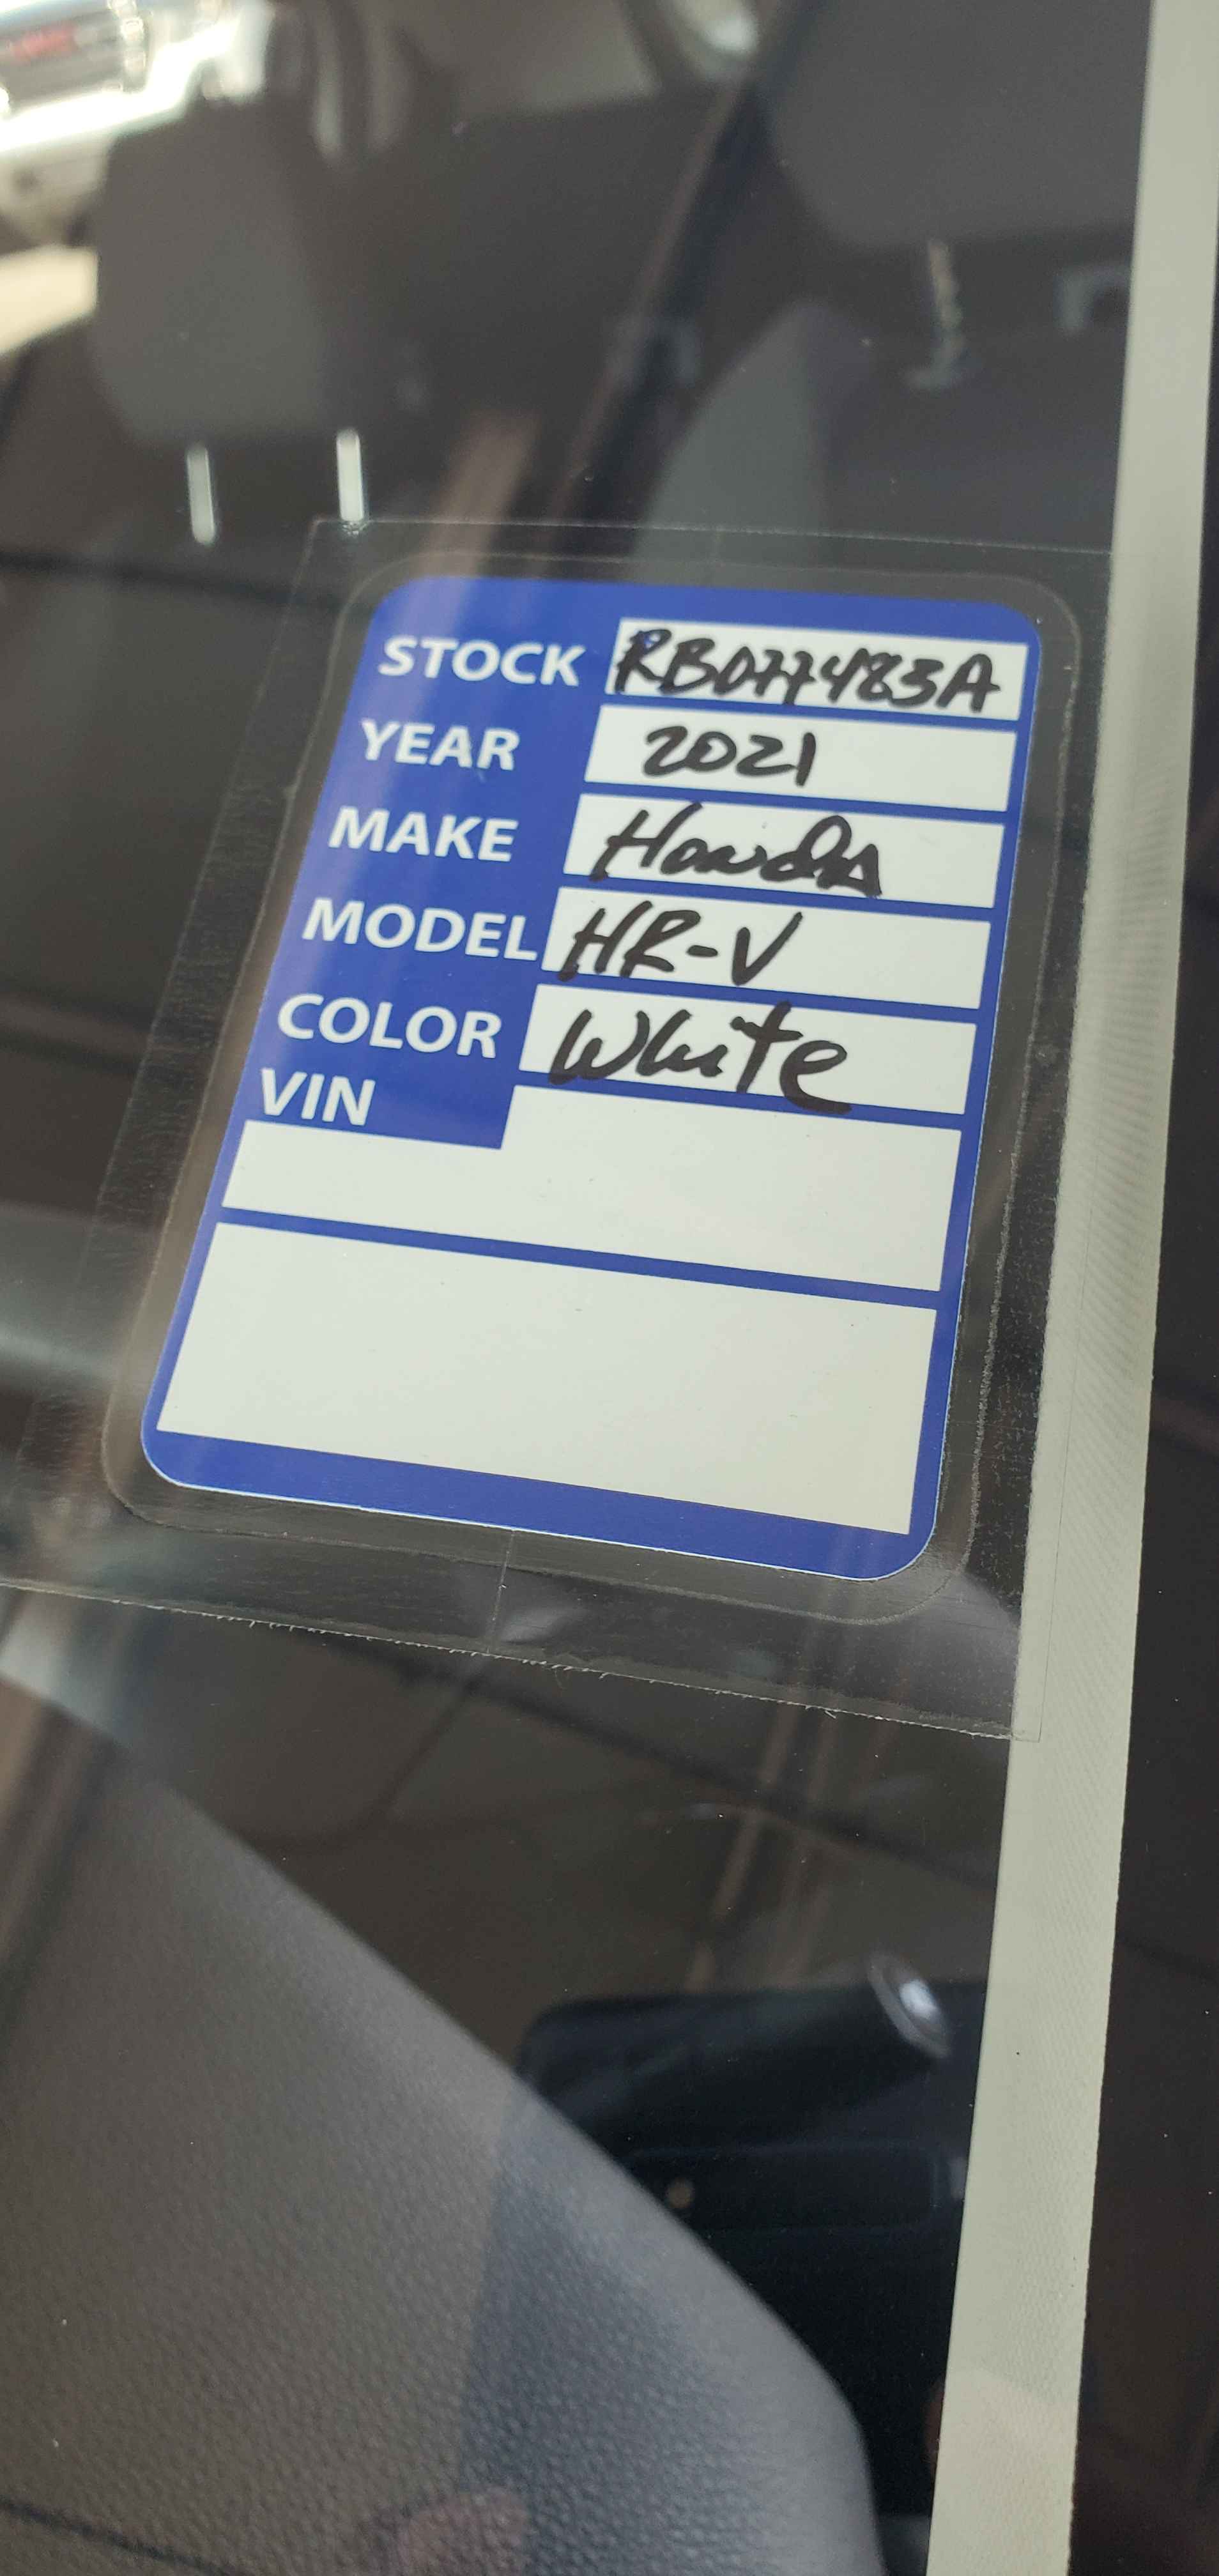 STOCK RB077483A
YEAR 2021
MAKE Honda
MODEL HR-V
COLOR White
VIN